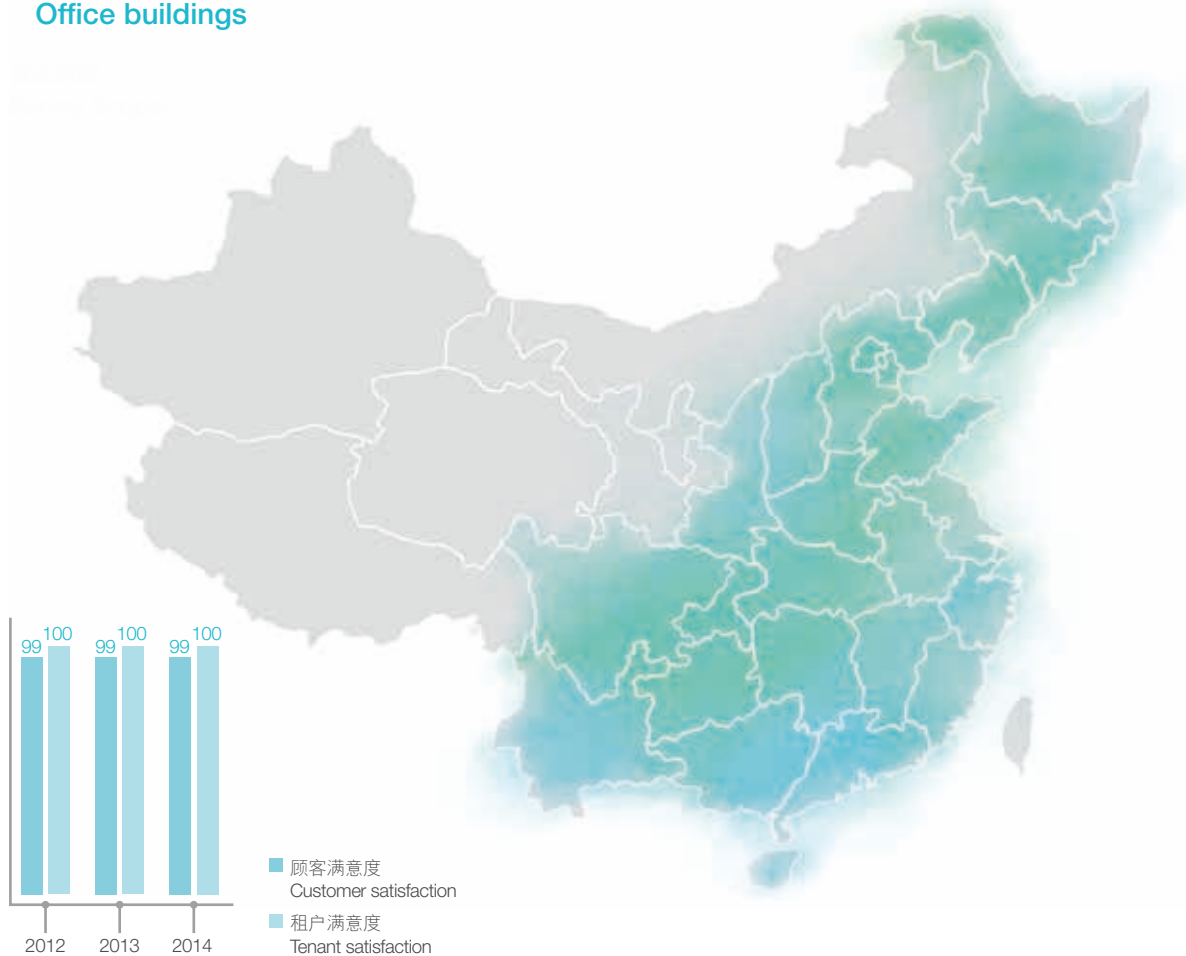 Office buildings
99 100 99 100 99 100
2012 2013 2014
顾客满意度
Customer satisfaction
租户满意度
Tenant satisfaction